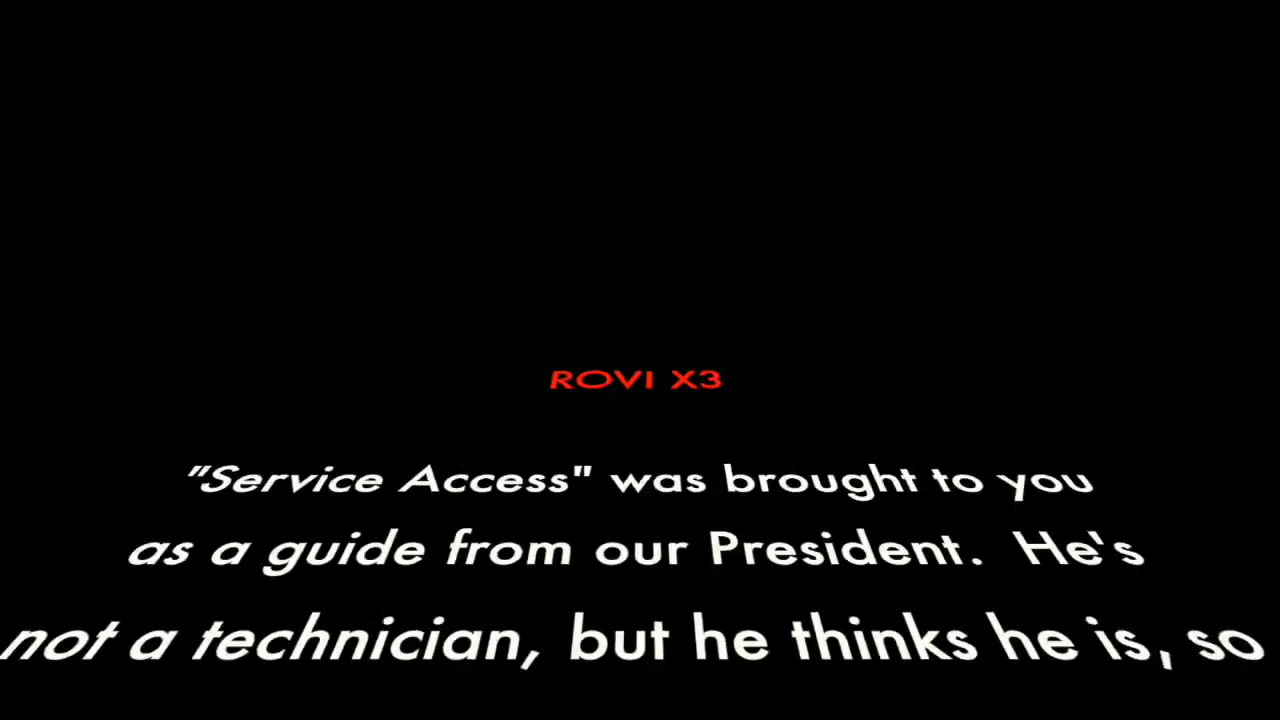 ROVI X3
"Service Access" was brought to you
as a guide from our President.  He's
not a technician, but he thinks he is, so